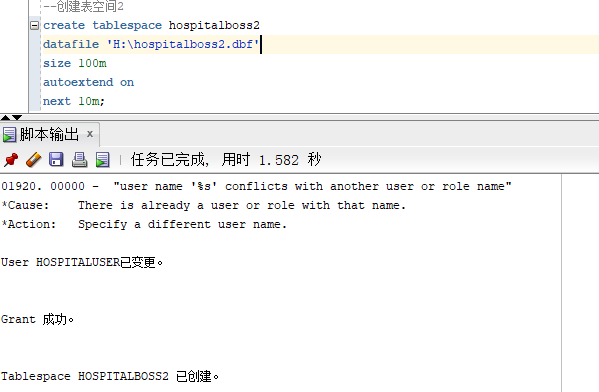 --创建表空间2
create tablespace hospitalboss2
datafile 'H:\hospitalboss2.dbf'
size 100m
autoextend on
next 10m;
脚本输出 ×
任务已完成, 用时 1.582 秒
01920. 00000 -  "user name '%s' conflicts with another user or role name"
*Cause:    There is already a user or role with that name.
*Action:   Specify a different user name.
User HOSPITALUSER已变更。
Grant 成功。
Tablespace HOSPITALBOSS2 已创建。